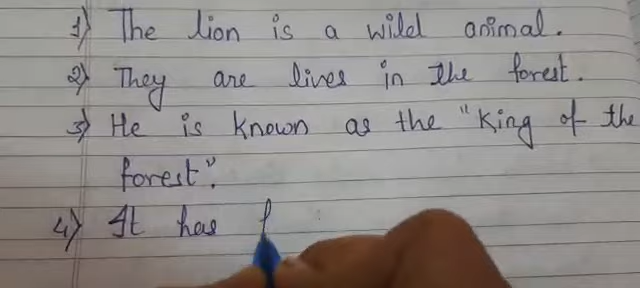 1) The lion is a wild animal.
2) They are lives in the forest.
3) He is known as the "King of the
forest".
4) It has